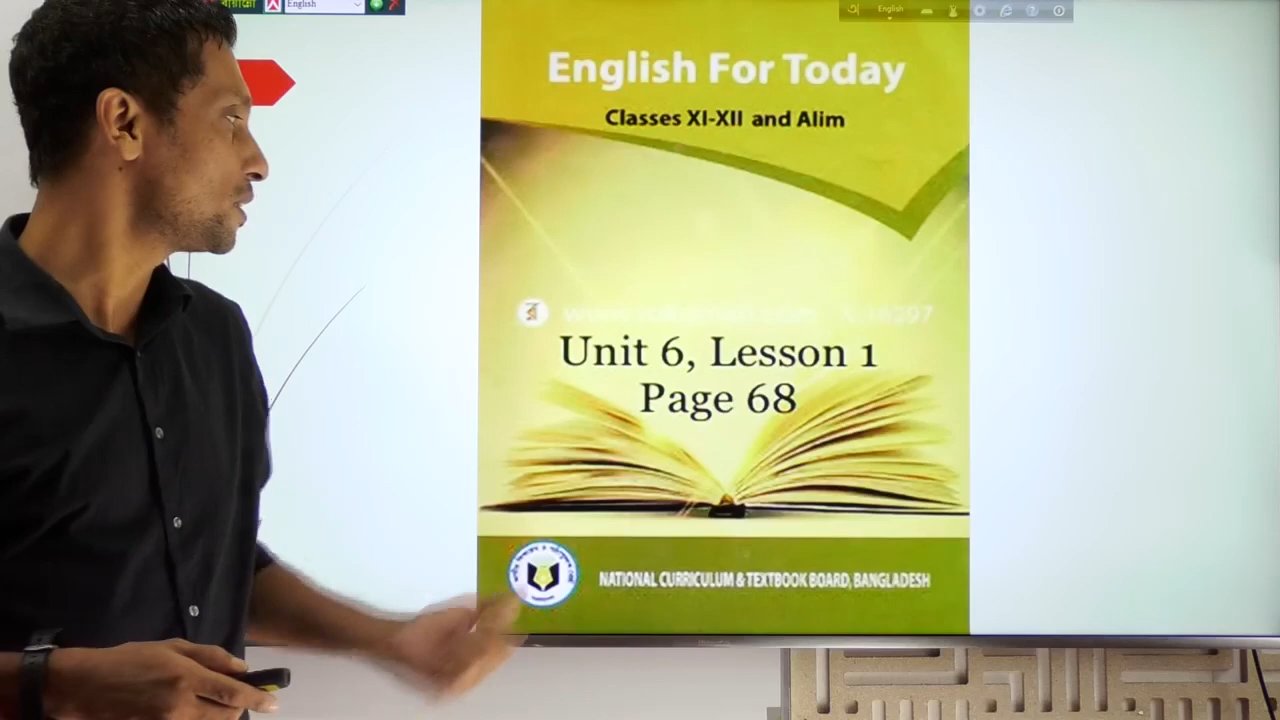 English
English
English For Today
Classes XI-XII and Alim
Unit 6, Lesson 1
Page 68
NATIONAL CURRICULUM & TEXTBOOK BOARD, BANGLADESH